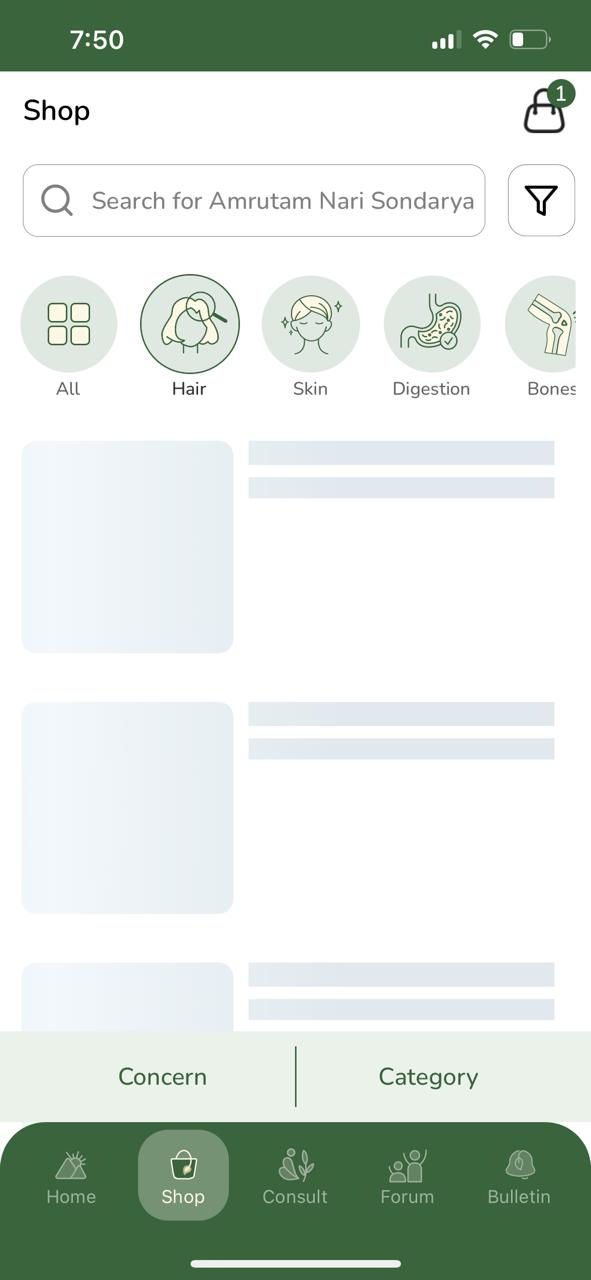 7:50
Shop
1
Search for Amrutam Nari Sondarya
All
Hair
Skin
Digestion
Bones
Concern
Category
Home
Shop
Consult
Forum
Bulletin